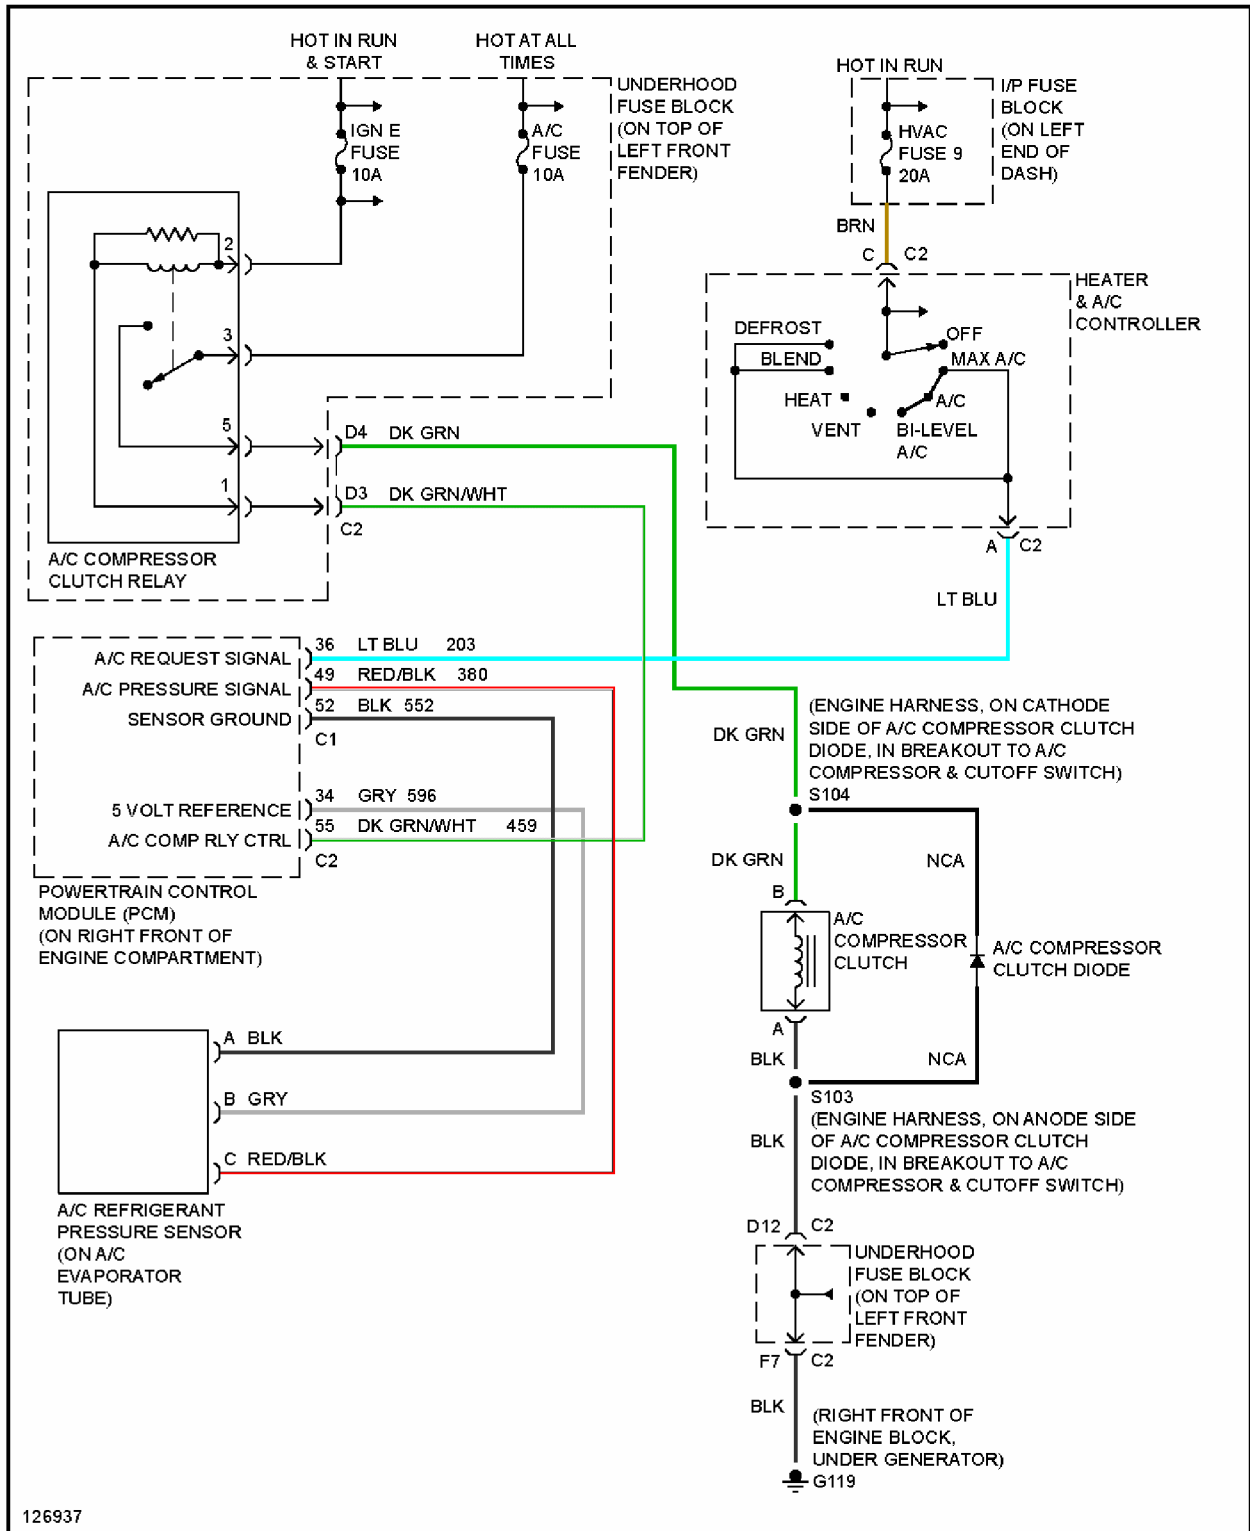 HOT IN RUN
& START
HOT AT ALL
TIMES
HOT IN RUN
UNDERHOOD
FUSE BLOCK
(ON TOP OF
LEFT FRONT
FENDER)
I/P FUSE
BLOCK
(ON LEFT
END OF
DASH)
IGN E
FUSE
10A
A/C
FUSE
10A
HVAC
FUSE 9
20A
BRN
C
C2
2
3
5
1
D4
DK GRN
D3
DK GRN/WHT
C2
A/C COMPRESSOR
CLUTCH RELAY
HEATER
& A/C
CONTROLLER
DEFROST
BLEND
HEAT
VENT
OFF
MAX A/C
A/C
BI-LEVEL
A/C
A
C2
LT BLU
A/C REQUEST SIGNAL
36
LT BLU
203
A/C PRESSURE SIGNAL
49
RED/BLK
380
SENSOR GROUND
52
BLK
552
C1
5 VOLT REFERENCE
34
GRY
596
A/C COMP RLY CTRL
55
DK GRN/WHT
459
C2
POWERTRAIN CONTROL
MODULE (PCM)
(ON RIGHT FRONT OF
ENGINE COMPARTMENT)
DK GRN
(ENGINE HARNESS, ON CATHODE
SIDE OF A/C COMPRESSOR CLUTCH
DIODE, IN BREAKOUT TO A/C
COMPRESSOR & CUTOFF SWITCH)
S104
DK GRN
NCA
B
A/C
COMPRESSOR
CLUTCH
A/C COMPRESSOR
CLUTCH DIODE
A
BLK
NCA
S103
(ENGINE HARNESS, ON ANODE SIDE
OF A/C COMPRESSOR CLUTCH
DIODE, IN BREAKOUT TO A/C
COMPRESSOR & CUTOFF SWITCH)
BLK
A BLK
B GRY
C RED/BLK
A/C REFRIGERANT
PRESSURE SENSOR
(ON A/C
EVAPORATOR
TUBE)
D12
C2
UNDERHOOD
FUSE BLOCK
(ON TOP OF
LEFT FRONT
FENDER)
F7
C2
BLK
(RIGHT FRONT OF
ENGINE BLOCK,
UNDER GENERATOR)
G119
126937